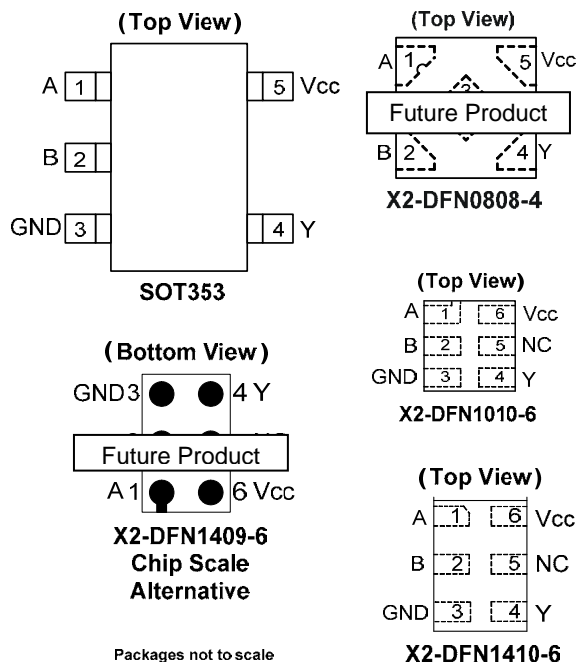 (Top View)
A 1
5 Vcc
B 2
GND 3
4 Y
SOT353
(Top View)
A 1
5 Vcc
Future Product
B 2
4 Y
X2-DFN0808-4
(Top View)
A 1 6 Vcc
B 2 5 NC
GND 3 4 Y
X2-DFN1010-6
(Bottom View)
GND 3 4 Y
Future Product
A 1 6 Vcc
X2-DFN1409-6
Chip Scale
Alternative
(Top View)
A 1 6 Vcc
B 2 5 NC
GND 3 4 Y
X2-DFN1410-6
Packages not to scale